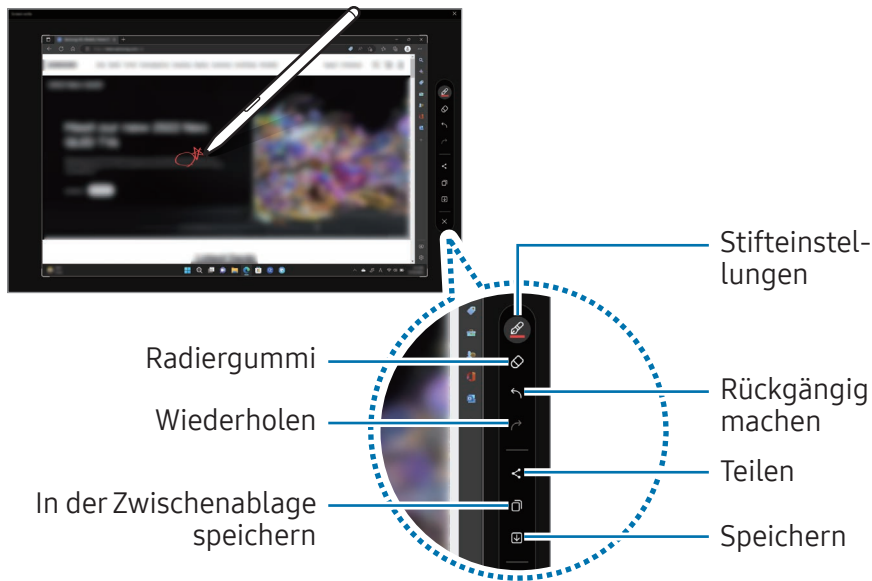 Stifteinstel-
lungen
Radiergummi
Rückgängig
machen
Wiederholen
Teilen
In der Zwischenablage
speichern
Speichern